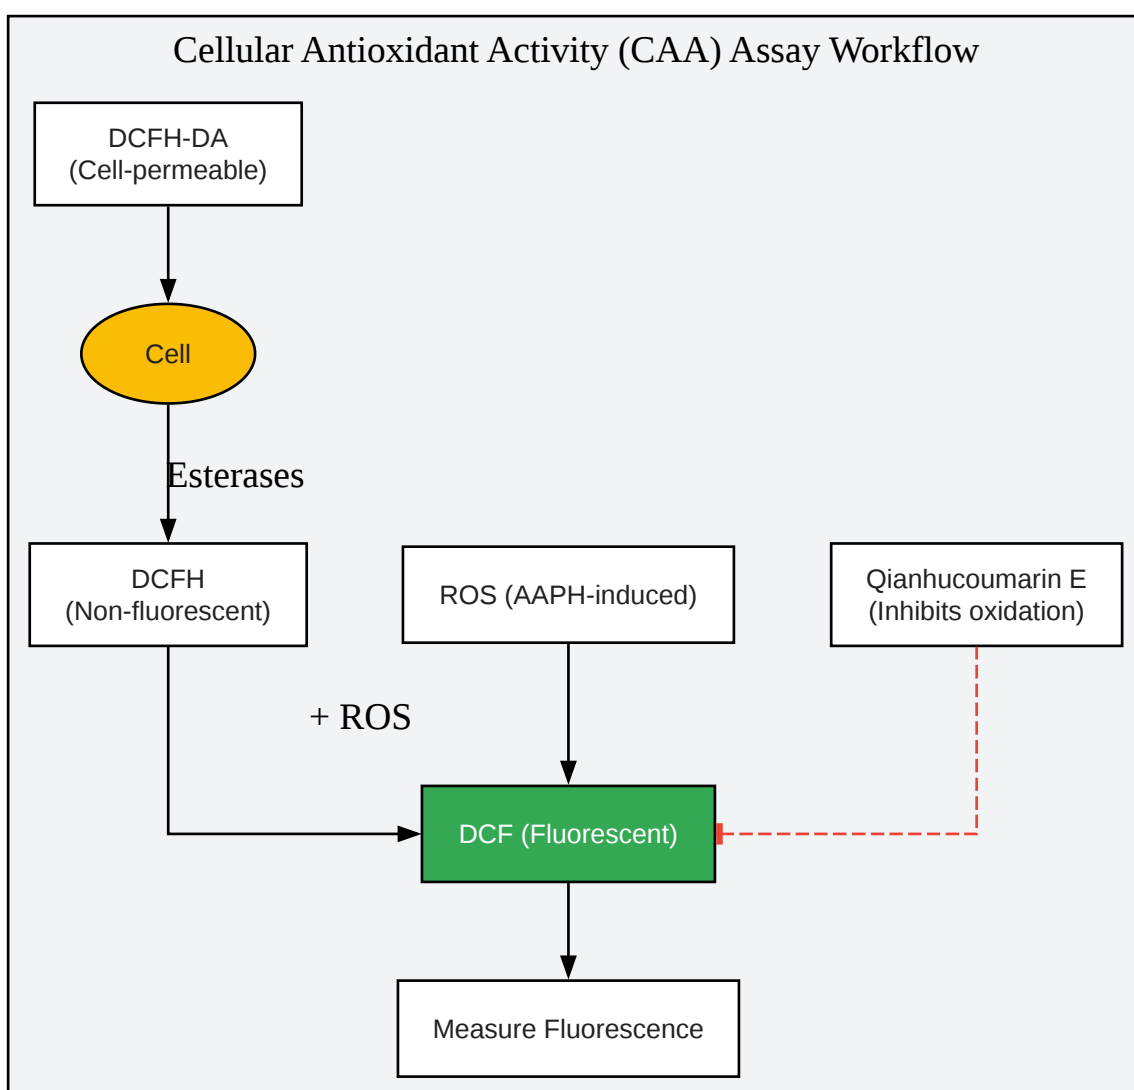 Cellular Antioxidant Activity (CAA) Assay Workflow
DCFH-DA
(Cell-permeable)
Cell
Esterases
DCFH
(Non-fluorescent)
ROS (AAPH-induced)
Qianhucoumarin E
(Inhibits oxidation)
+ ROS
DCF (Fluorescent)
Measure Fluorescence